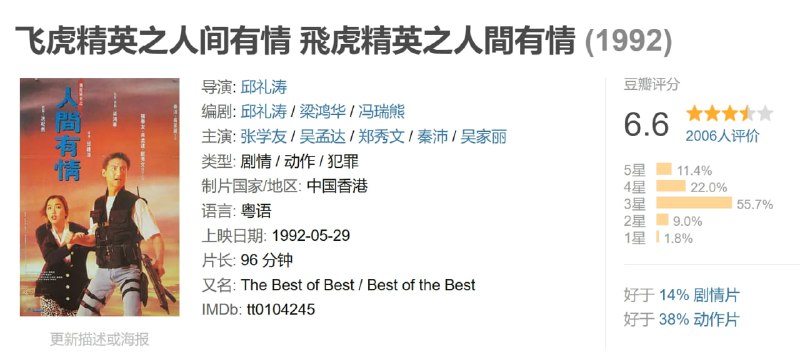 飞虎精英之人间有情 飛虎精英之人間有情 (1992)
人間有情
导演: 邱礼涛
编剧: 邱礼涛 / 梁鸿华 / 冯瑞熊
主演: 张学友 / 吴孟达 / 郑秀文 / 秦沛 / 吴家丽
类型: 剧情 / 动作 / 犯罪
制片国家/地区: 中国香港
语言: 粤语
上映日期: 1992-05-29
片长: 96 分钟
又名: The Best of Best / Best of the Best
IMDb: tt0104245
更新描述或海报
豆瓣评分
6.6
2006人评价
5星 11.4%
4星 22.0%
3星 55.7%
2星 9.0%
1星 1.8%
好于 14% 剧情片
好于 38% 动作片